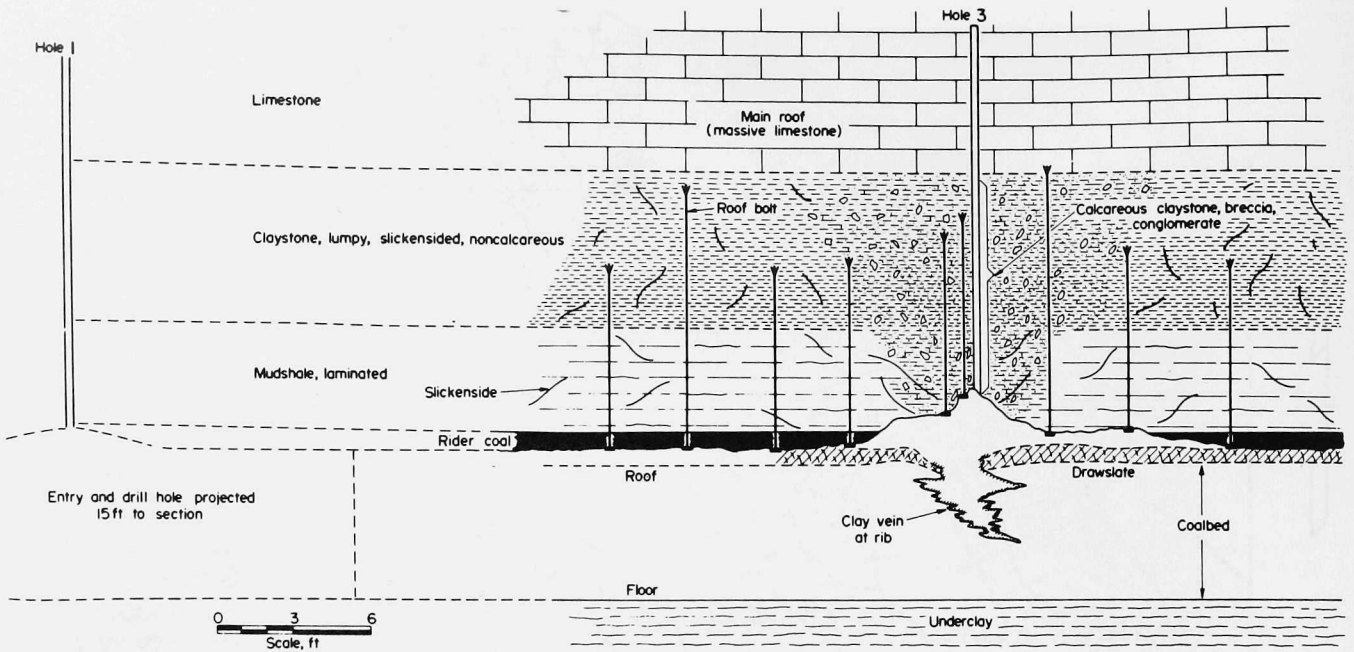 Hole 3
Hole 1
Limestone
Main roof
(massive limestone)
Roof bolt
Calcareous claystone, breccia,
conglomerate
Claystone, lumpy, slickensided, noncalcareous
Mudshale, laminated
Slickenside
Rider coal
Roof
Drawslate
Entry and drill hole projected
15 ft to section
Clay vein
at rib
Coalbed
Floor
0 3 6
Scale, ft
Underclay